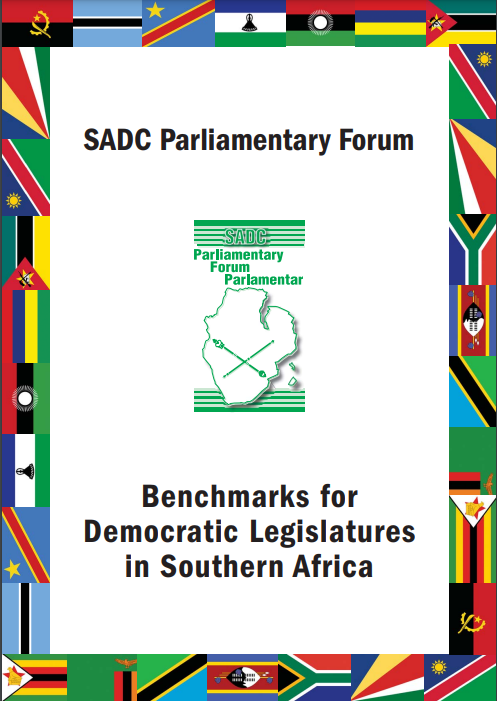 SADC Parliamentary Forum
SADC
Parliamentary
Forum
Parlamentar
Benchmarks for
Democratic Legislatures
in Southern Africa